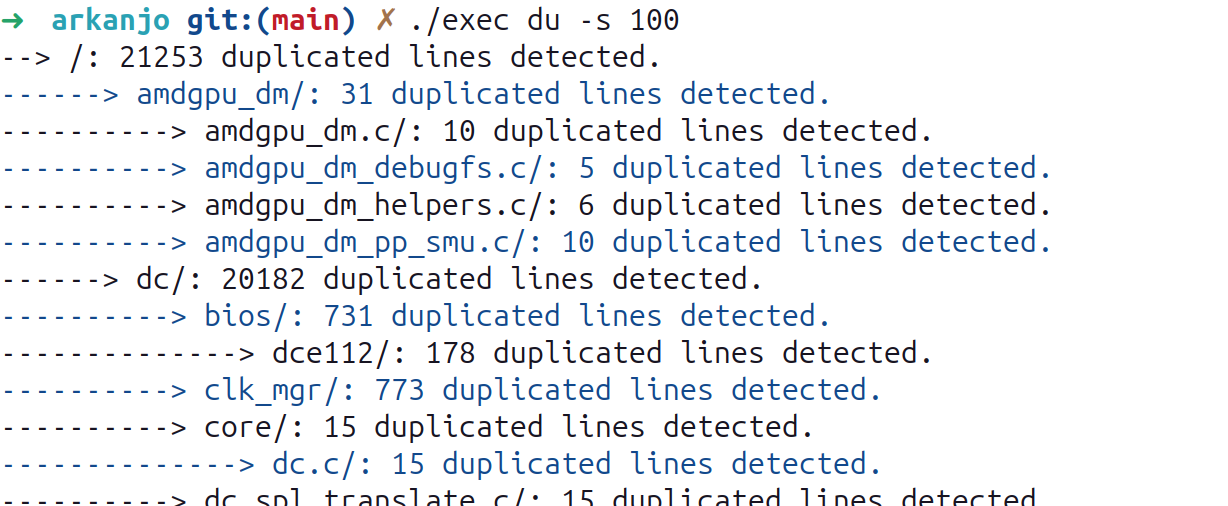 ➜  arkanjo git:(main) ✗ ./exec du -s 100
--> /: 21253 duplicated lines detected.
------> amdgpu_dm/: 31 duplicated lines detected.
----------> amdgpu_dm.c/: 10 duplicated lines detected.
----------> amdgpu_dm_debugfs.c/: 5 duplicated lines detected.
----------> amdgpu_dm_helpers.c/: 6 duplicated lines detected.
----------> amdgpu_dm_pp_smu.c/: 10 duplicated lines detected.
------> dc/: 20182 duplicated lines detected.
----------> bios/: 731 duplicated lines detected.
--------------> dce112/: 178 duplicated lines detected.
----------> clk_mgr/: 773 duplicated lines detected.
----------> core/: 15 duplicated lines detected.
--------------> dc.c/: 15 duplicated lines detected.
----------> dc_spl_translate.c/: 15 duplicated lines detected.